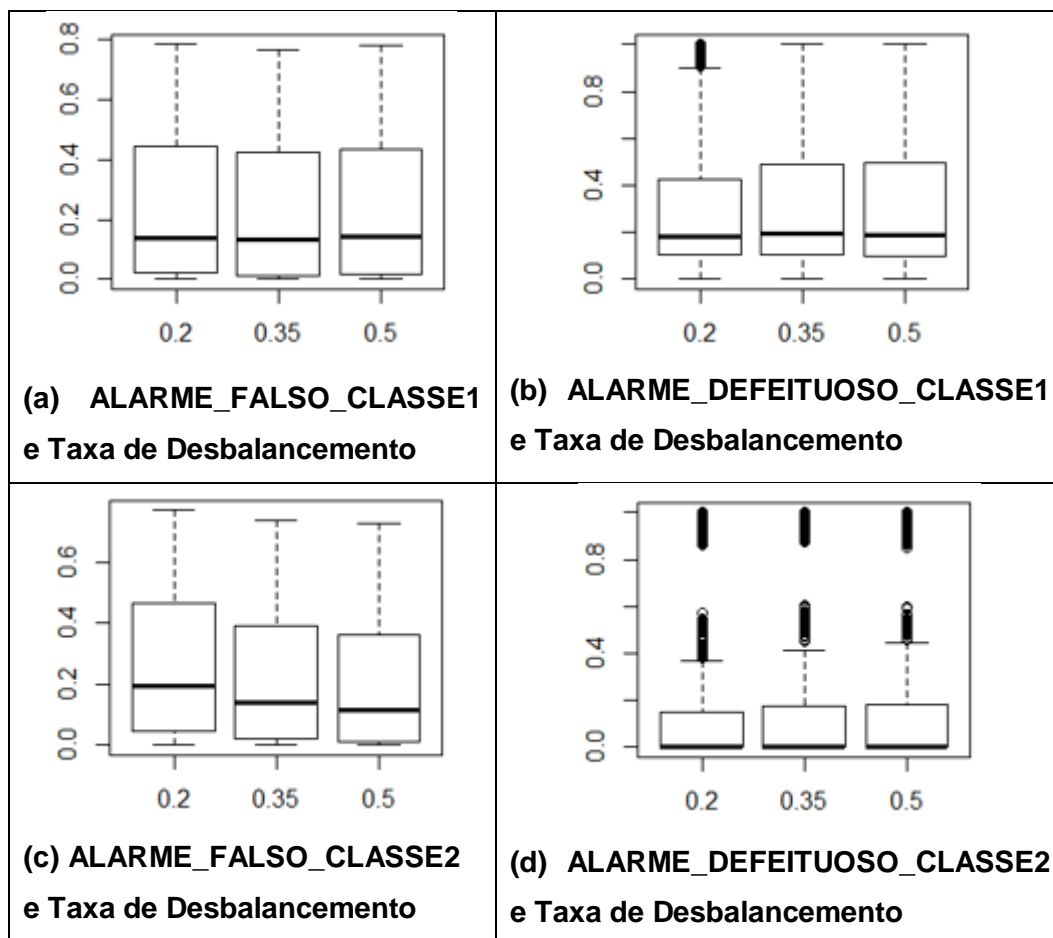 0.8
0.6
0.4
0.2
0.0
0.2 0.35 0.5
(a) ALARME_FALSO_CLASSE1
e Taxa de Desbalancemento
0.8
0.4
0.0
0.2 0.35 0.5
(b) ALARME_DEFEITUOSO_CLASSE1
e Taxa de Desbalancemento
0.6
0.4
0.2
0.0
0.2 0.35 0.5
(c) ALARME_FALSO_CLASSE2
e Taxa de Desbalancemento
0.8
0.4
0.0
0.2 0.35 0.5
(d) ALARME_DEFEITUOSO_CLASSE2
e Taxa de Desbalancemento